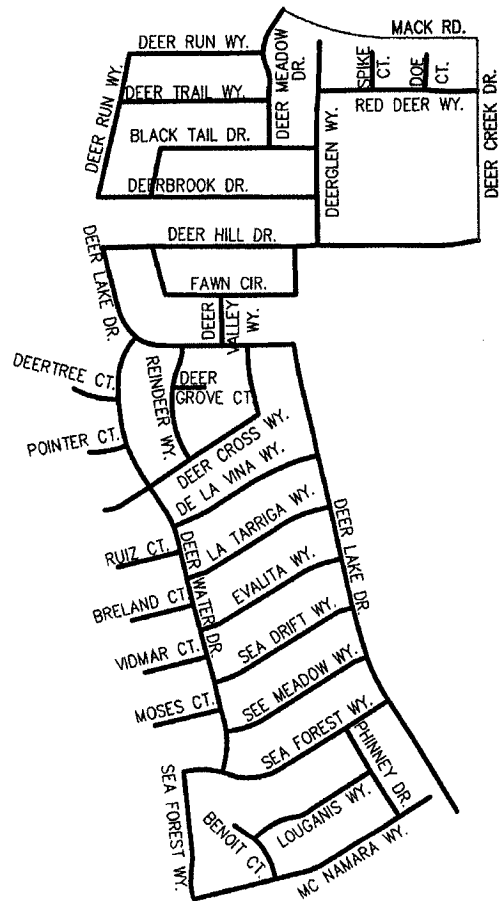 DEER RUN WY.
MACK RD.
DEER MEADOW DR.
SPIKE CT.
DOE CT.
DEER RUN WY.
DEER TRAIL WY.
RED DEER WY.
DEER CREEK DR.
BLACK TAIL DR.
DEERGLEN WY.
DEERBROOK DR.
DEER HILL DR.
DEER LAKE DR.
FAWN CIR.
DEER VALLEY WY.
DEERTREE CT.
REINDEER WY.
DEER GROVE CT.
POINTER CT.
DEER CROSS WY.
DE LA VINA WY.
RUIZ CT.
LA TARRIGA WY.
DEER WATER DR.
DEER LAKE DR.
EVALITA WY.
BRELAND CT.
SEA DRIFT WY.
VIDMAR CT.
SEE MEADOW WY.
MOSES CT.
SEA FOREST WY.
PHINNEY DR.
SEA FOREST WY.
LOUGANIS WY.
BENOIT CT.
MC NAMARA WY.